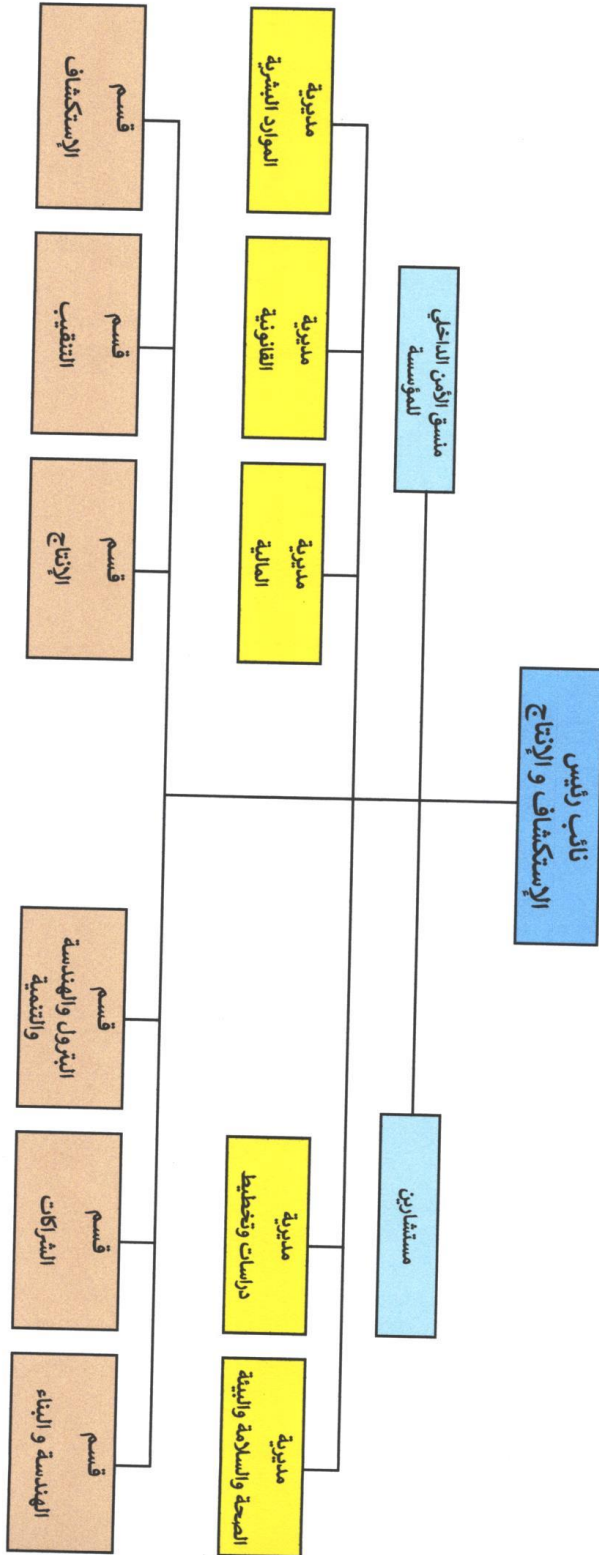 نائب رئيس
الإستكشاف و الإنتاج
مستشارين
منسق الأمن الداخلي
للمؤسسة
مديرية
الصحة والسلامة والبيئة
مديرية
دراسات وتخطيط
مديرية
المالية
مديرية
القانونية
مديرية
الموارد البشرية
قسم
الهندسة و البناء
قسم
الشراكات
قسم
البترول والهندسة
والتنمية
قسم
الإنتاج
قسم
التنقيب
قسم
الإستكشاف